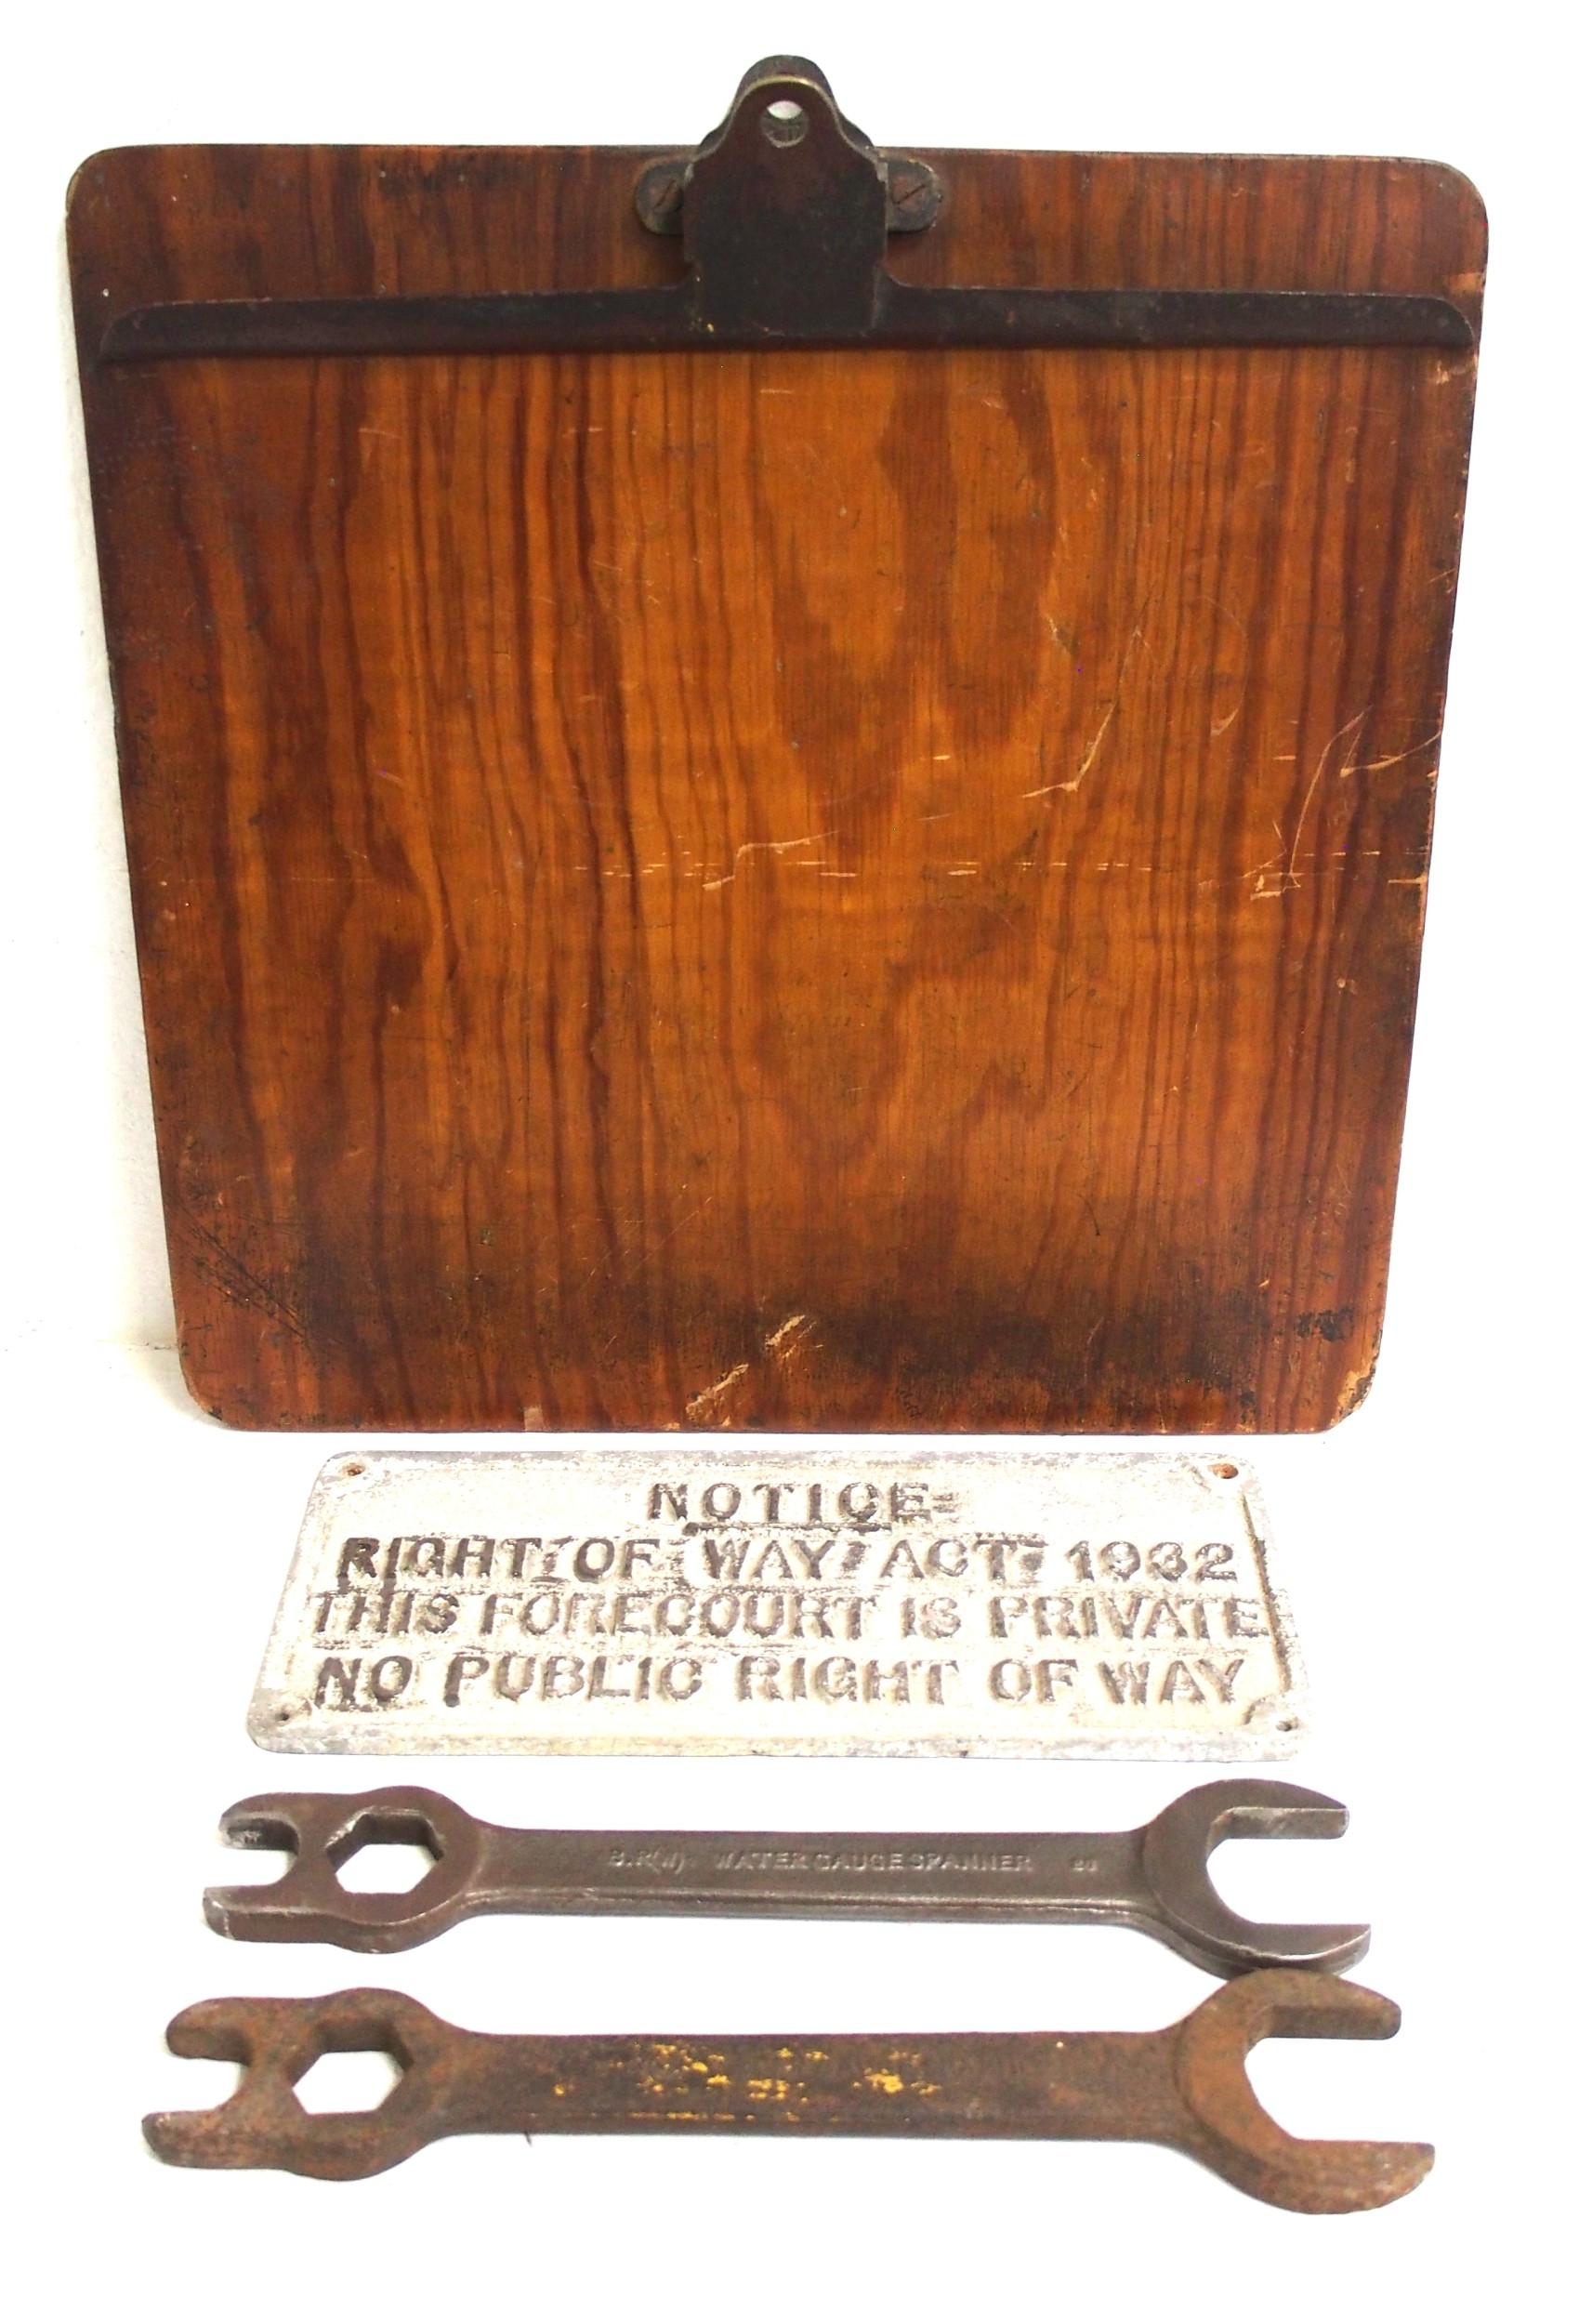 NOTICE
RIGHT OF WAY ACT 1932
THIS FORECOURT IS PRIVATE
NO PUBLIC RIGHT OF WAY
B.R(W) WATER GAUGE SPANNER